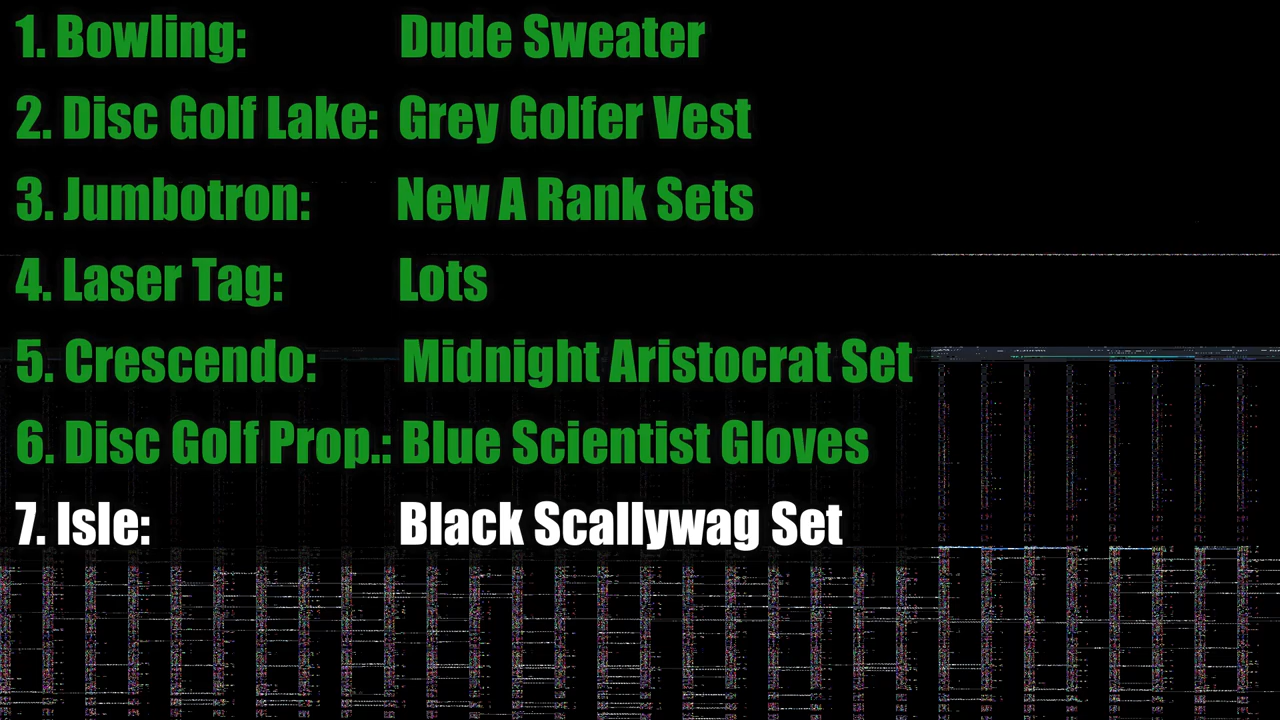 1. Bowling: Dude Sweater
2. Disc Golf Lake: Grey Golfer Vest
3. Jumbotron: New A Rank Sets
4. Laser Tag: Lots
5. Crescendo: Midnight Aristocrat Set
6. Disc Golf Prop.: Blue Scientist Gloves
7. Isle: Black Scallywag Set